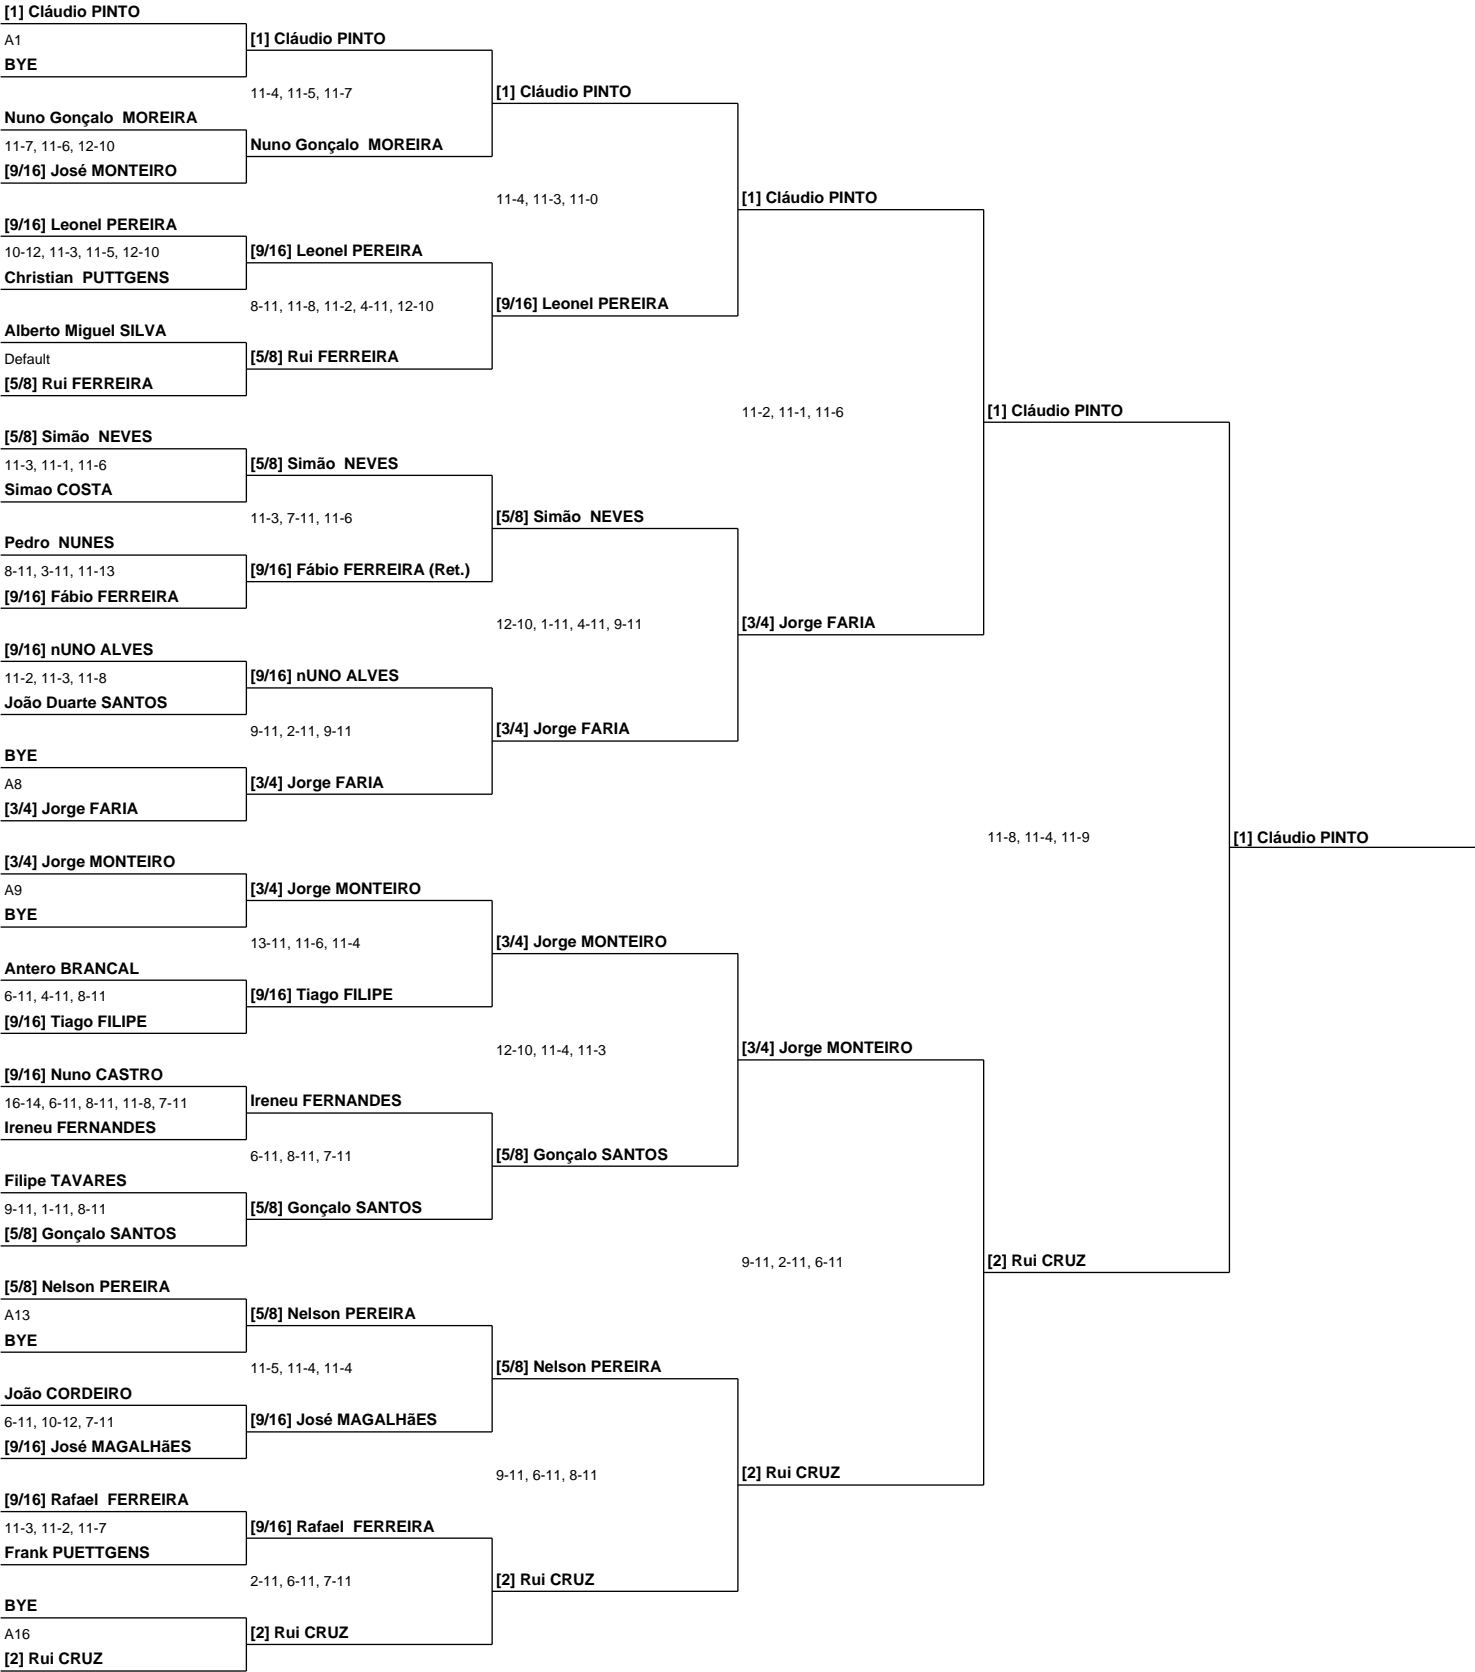 [1] Cláudio PINTO
A1
BYE
Nuno Gonçalo  MOREIRA
11-7, 11-6, 12-10
[9/16] José MONTEIRO
[9/16] Leonel PEREIRA
10-12, 11-3, 11-5, 12-10
Christian  PUTTGENS
Alberto Miguel SILVA
Default
[5/8] Rui FERREIRA
[5/8] Simão  NEVES
11-3, 11-1, 11-6
Simao COSTA
Pedro  NUNES
8-11, 3-11, 11-13
[9/16] Fábio FERREIRA
[9/16] nUNO ALVES
11-2, 11-3, 11-8
João Duarte SANTOS
BYE
A8
[3/4] Jorge FARIA
[3/4] Jorge MONTEIRO
A9
BYE
Antero BRANCAL
6-11, 4-11, 8-11
[9/16] Tiago FILIPE
[9/16] Nuno CASTRO
16-14, 6-11, 8-11, 11-8, 7-11
Ireneu FERNANDES
Filipe TAVARES
9-11, 1-11, 8-11
[5/8] Gonçalo SANTOS
[5/8] Nelson PEREIRA
A13
BYE
João CORDEIRO
6-11, 10-12, 7-11
[9/16] José MAGALHãES
[9/16] Rafael  FERREIRA
11-3, 11-2, 11-7
Frank PUETTGENS
BYE
A16
[2] Rui CRUZ
[1] Cláudio PINTO
11-4, 11-5, 11-7
Nuno Gonçalo  MOREIRA
[9/16] Leonel PEREIRA
8-11, 11-8, 11-2, 4-11, 12-10
[5/8] Rui FERREIRA
[5/8] Simão  NEVES
11-3, 7-11, 11-6
[9/16] Fábio FERREIRA (Ret.)
[9/16] nUNO ALVES
9-11, 2-11, 9-11
[3/4] Jorge FARIA
[3/4] Jorge MONTEIRO
13-11, 11-6, 11-4
[9/16] Tiago FILIPE
Ireneu FERNANDES
6-11, 8-11, 7-11
[5/8] Gonçalo SANTOS
[5/8] Nelson PEREIRA
11-5, 11-4, 11-4
[9/16] José MAGALHãES
[9/16] Rafael  FERREIRA
2-11, 6-11, 7-11
[2] Rui CRUZ
[1] Cláudio PINTO
11-4, 11-3, 11-0
[9/16] Leonel PEREIRA
[5/8] Simão  NEVES
12-10, 1-11, 4-11, 9-11
[3/4] Jorge FARIA
[3/4] Jorge MONTEIRO
12-10, 11-4, 11-3
[5/8] Gonçalo SANTOS
[5/8] Nelson PEREIRA
9-11, 6-11, 8-11
[2] Rui CRUZ
[1] Cláudio PINTO
11-2, 11-1, 11-6
[3/4] Jorge FARIA
[3/4] Jorge MONTEIRO
9-11, 2-11, 6-11
[2] Rui CRUZ
[1] Cláudio PINTO
11-8, 11-4, 11-9
[2] Rui CRUZ
[1] Cláudio PINTO